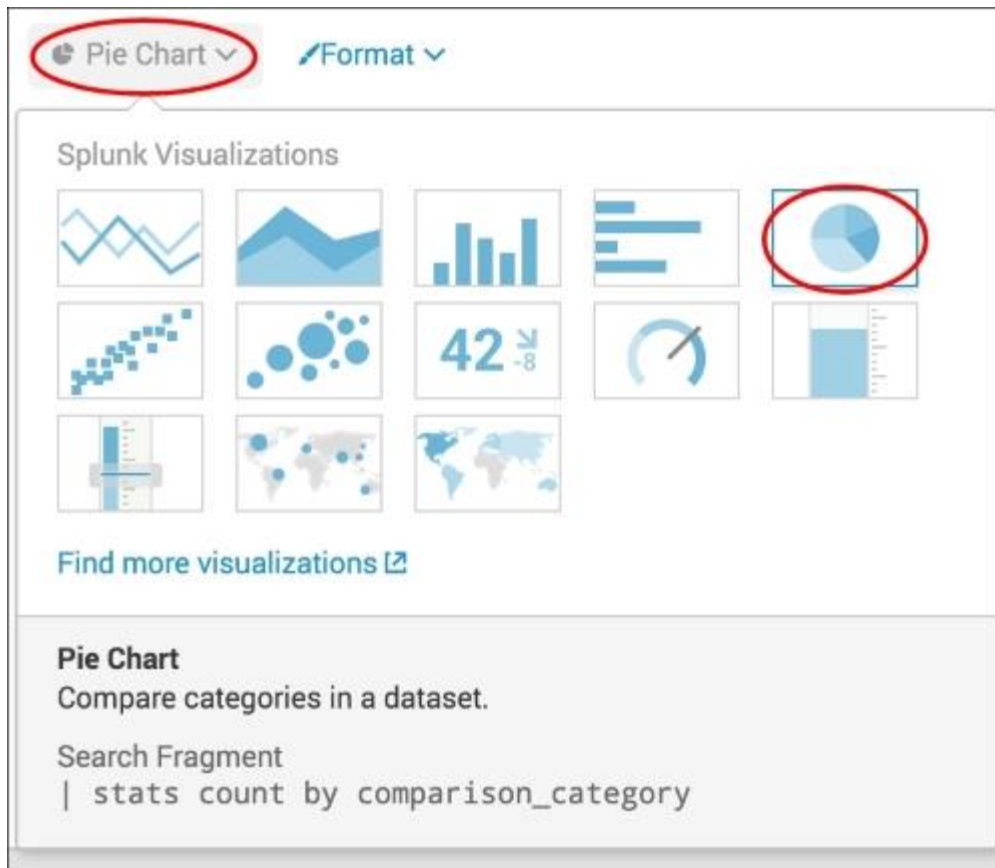 Pie Chart Format
Splunk Visualizations
42 -8
Find more visualizations
Pie Chart
Compare categories in a dataset.
Search Fragment
| stats count by comparison_category